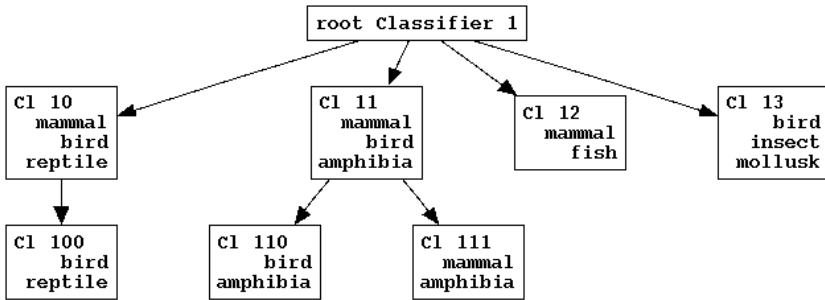 root Classifier 1
Cl 10
mammal
bird
reptile
Cl 11
mammal
bird
amphibia
Cl 12
mammal
fish
Cl 13
bird
insect
mollusk
Cl 100
bird
reptile
Cl 110
bird
amphibia
Cl 111
mammal
amphibia